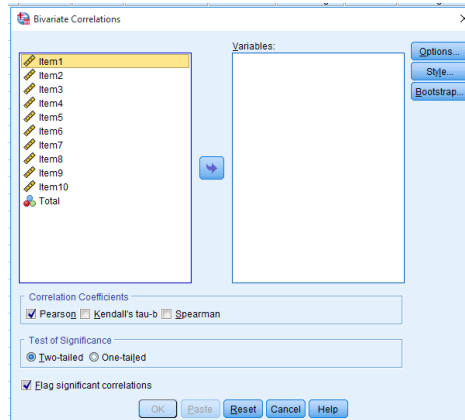 Bivariate Correlations
Variables:
Item1
Item2
Item3
Item4
Item5
Item6
Item7
Item8
Item9
Item10
Total
Options...
Style...
Bootstrap...
Correlation Coefficients
Pearson Kendall's tau-b Spearman
Test of Significance
Two-tailed One-tailed
Flag significant correlations
OK Paste Reset Cancel Help